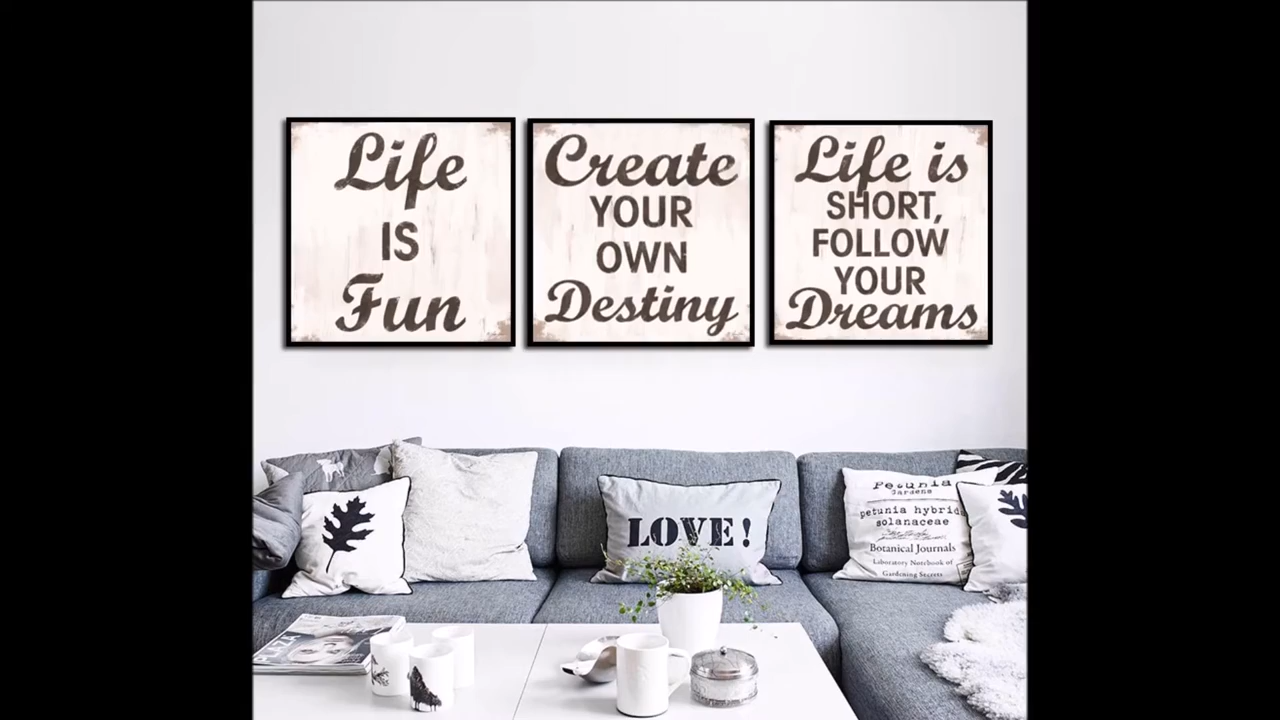 Life
IS
Fun
Create
YOUR
OWN
Destiny
Life is
SHORT,
FOLLOW
YOUR
Dreams
LOVE!
Petunia
Gardens
petunia hybrid
solanaceae
Botanical Journals
Laboratory Notebook of
Gardening Secrets